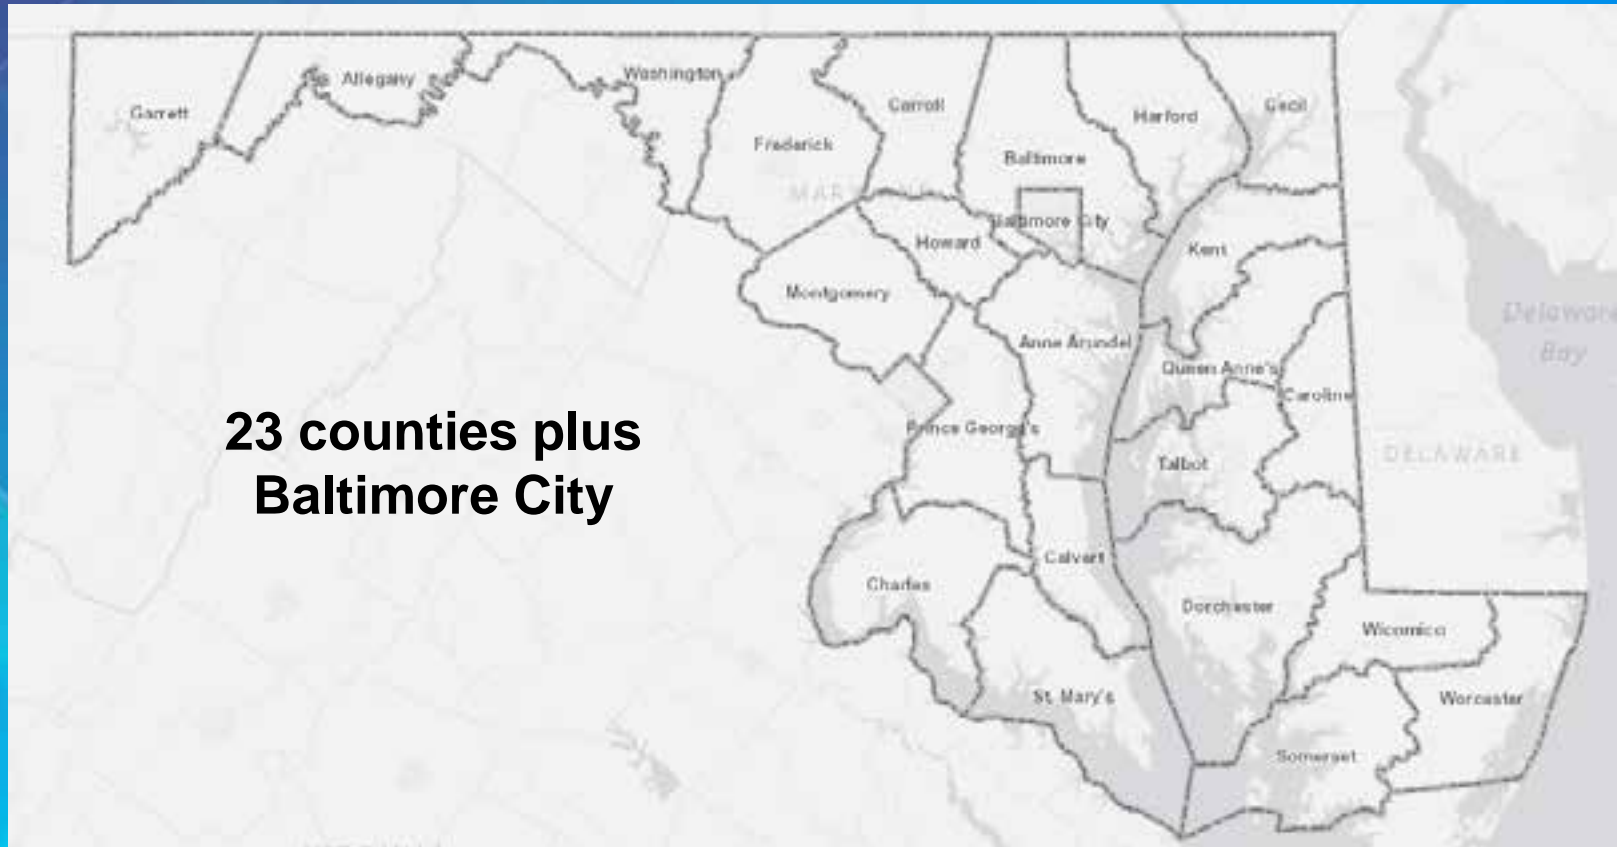 Washington
Allegany
Garrett
Carroll
Cecil
Harford
Frederick
Baltimore
Baltimore City
Howard
Kent
Montgomery
Delaware
Bay
Anne Arundel
Queen Anne's
Caroline
23 counties plus
Baltimore City
Prince George's
DELAWARE
Talbot
Calvert
Charles
Dorchester
Wicomico
St. Mary's
Worcester
Somerset